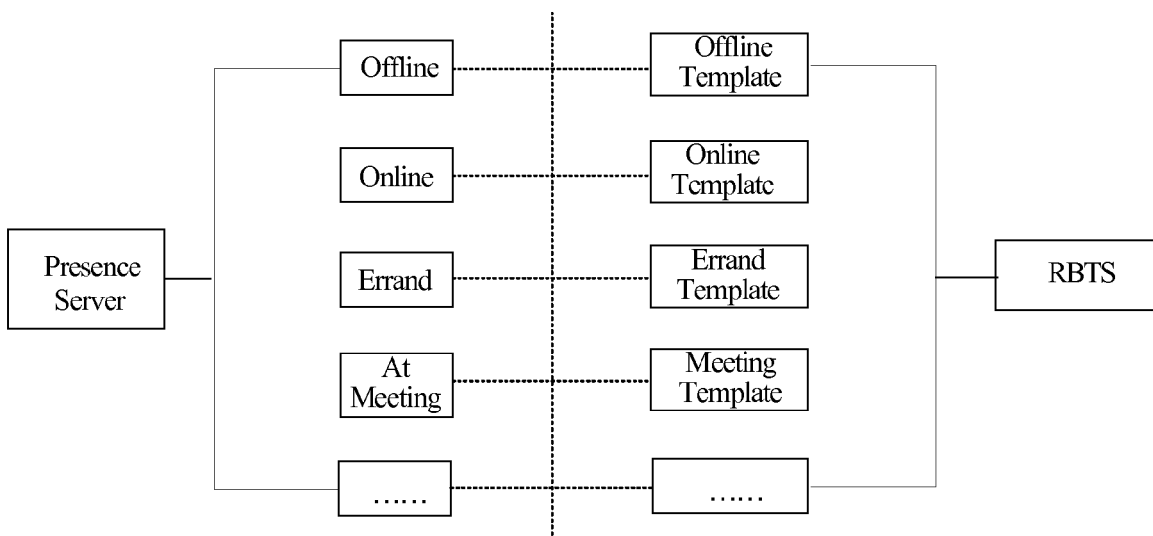 Presence
Server
Offline
Online
Errand
At
Meeting
......
Offline
Template
Online
Template
Errand
Template
Meeting
Template
......
RBTS